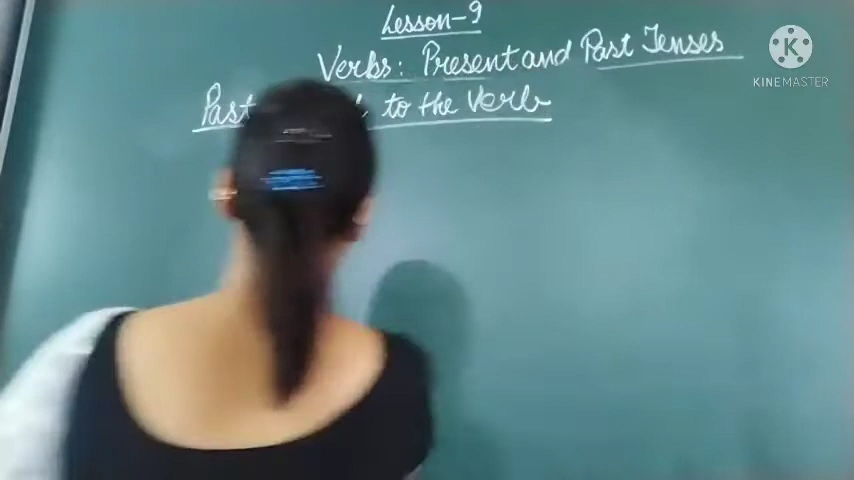 Lesson-9
Verbs: Present and Past Tenses
Past to the Verb
KINEMASTER